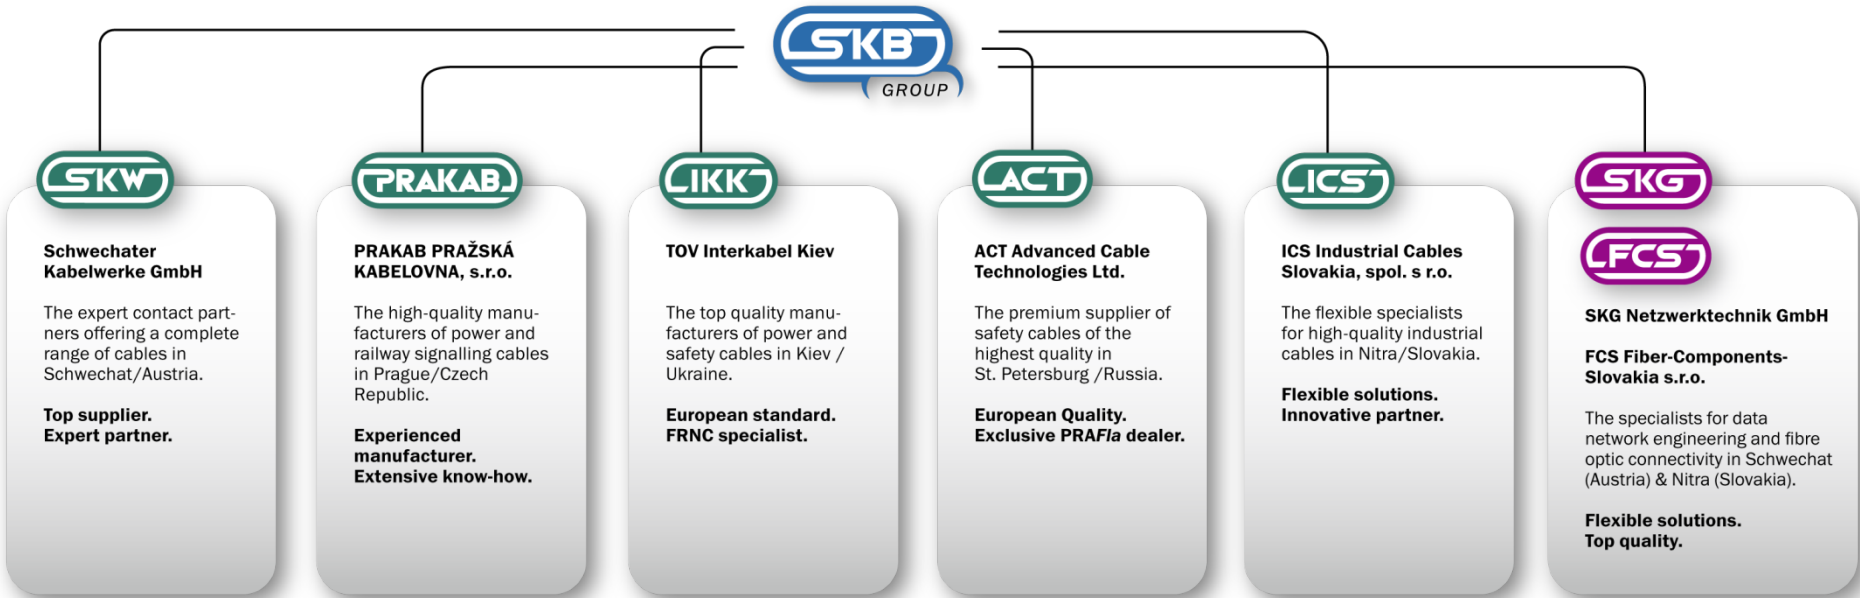 SKB
GROUP
SKW
Schwechater
Kabelwerke GmbH
The expert contact part-
ners offering a complete
range of cables in
Schwechat/Austria.
Top supplier.
Expert partner.
PRAKAB
PRAKAB PRAŽSKÁ
KABELOVNA, s.r.o.
The high-quality manu-
facturers of power and
railway signalling cables
in Prague/Czech
Republic.
Experienced
manufacturer.
Extensive know-how.
IKK
TOV Interkabel Kiev
The top quality manu-
facturers of power and
safety cables in Kiev /
Ukraine.
European standard.
FRNC specialist.
ACT
ACT Advanced Cable
Technologies Ltd.
The premium supplier of
safety cables of the
highest quality in
St. Petersburg /Russia.
European Quality.
Exclusive PRAFla dealer.
ICS
ICS Industrial Cables
Slovakia, spol. s r.o.
The flexible specialists
for high-quality industrial
cables in Nitra/Slovakia.
Flexible solutions.
Innovative partner.
SKG
FCS
SKG Netzwerktechnik GmbH
FCS Fiber-Components-
Slovakia s.r.o.
The specialists for data
network engineering and fibre
optic connectivity in Schwechat
(Austria) & Nitra (Slovakia).
Flexible solutions.
Top quality.